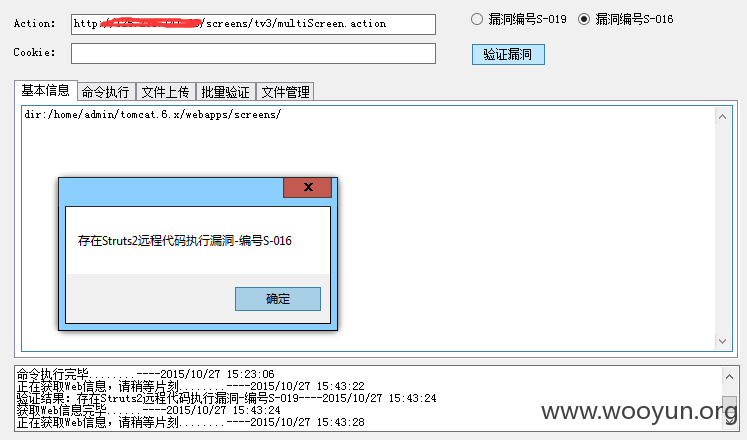 Action: http:/ /screens/tv3/multiScreen.action
漏洞编号S-019 漏洞编号S-016
Cookie:
验证漏洞
基本信息 命令执行 文件上传 批量验证 文件管理
dir:/home/admin/tomcat.6.x/webapps/screens/
x
存在Struts2远程代码执行漏洞-编号S-016
确定
命令执行完毕........----2015/10/27 15:23:06
正在获取Web信息,请稍等片刻........----2015/10/27 15:43:22
验证结果: 存在Struts2远程代码执行漏洞-编号S-019----2015/10/27 15:43:24
获取Web信息完毕......----2015/10/27 15:43:24
正在获取Web信息,请稍等片刻........----2015/10/27 15:43:28
www.wooyun.org